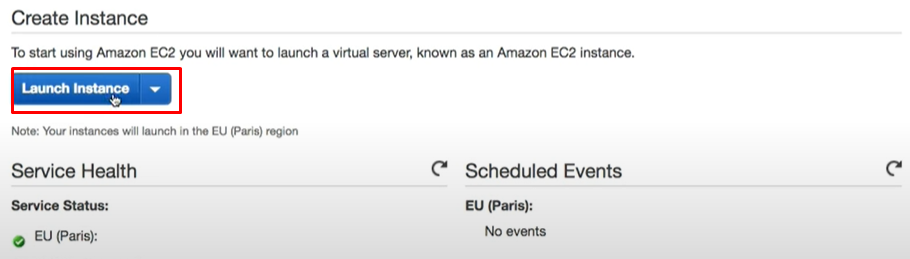 Create Instance
To start using Amazon EC2 you will want to launch a virtual server, known as an Amazon EC2 instance.
Launch Instance
Note: Your instances will launch in the EU (Paris) region
Service Health
Scheduled Events
Service Status:
EU (Paris):
EU (Paris):
No events